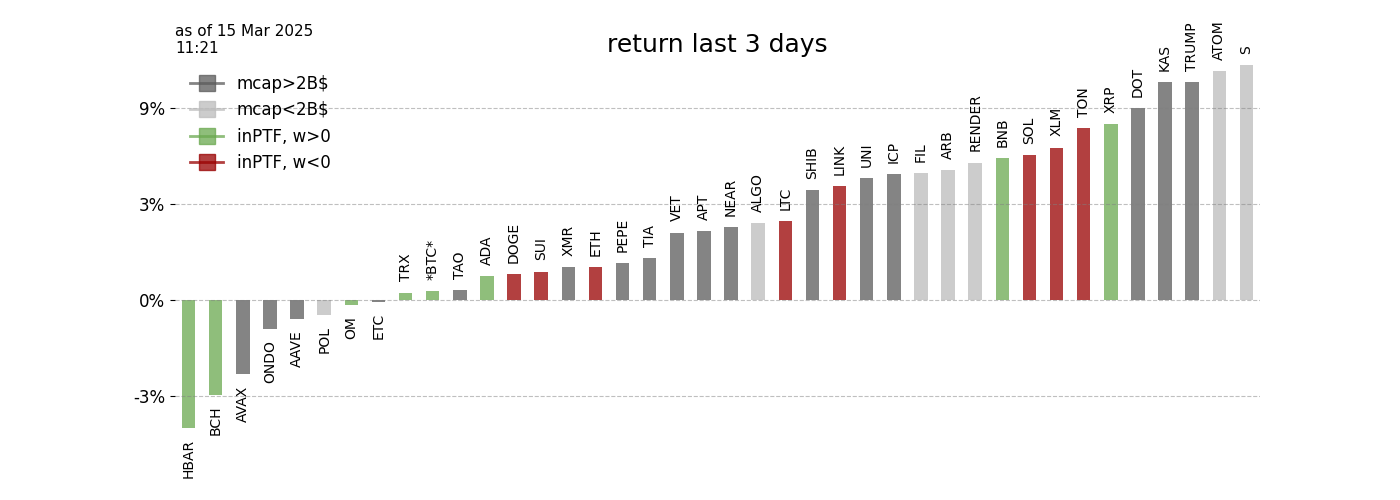 as of 15 Mar 2025
11:21
return last 3 days
mcap>2B$
mcap<2B$
inPTF, w>0
inPTF, w<0
9%
3%
0%
-3%
HBAR
BCH
AVAX
ONDO
AAVE
POL
OM
ETC
TRX
*BTC*
TAO
ADA
DOGE
SUI
XMR
ETH
PEPE
TIA
VET
APT
NEAR
ALGO
LTC
SHIB
LINK
UNI
ICP
FIL
ARB
RENDER
BNB
SOL
XLM
TON
XRP
DOT
KAS
TRUMP
ATOM
S